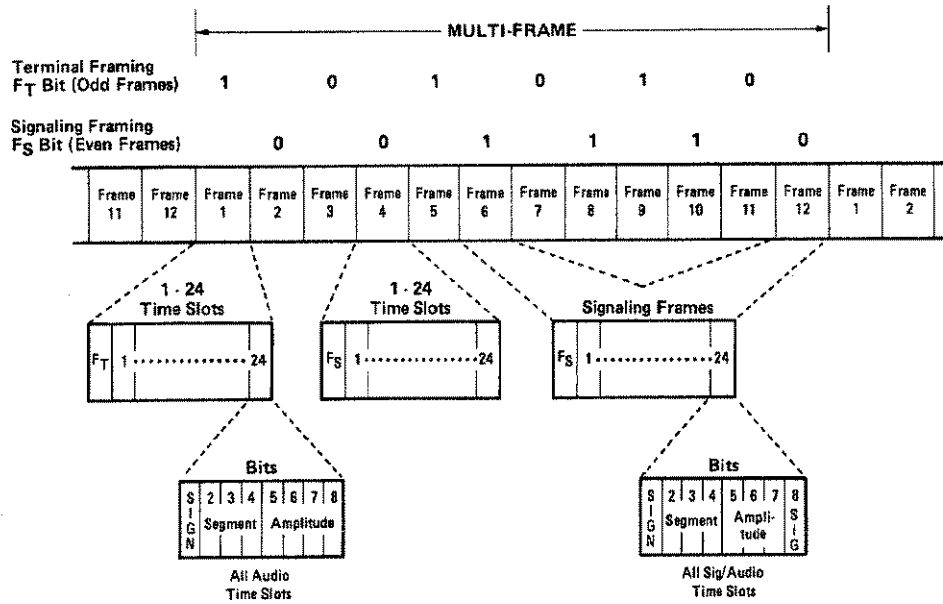 MULTI-FRAME
Terminal Framing
FT Bit (Odd Frames) 1 0 1 0 1 0
Signaling Framing
FS Bit (Even Frames) 0 0 1 1 1 0
Frame 11 Frame 12 Frame 1 Frame 2 Frame 3 Frame 4 Frame 5 Frame 6 Frame 7 Frame 8 Frame 9 Frame 10 Frame 11 Frame 12 Frame 1 Frame 2
1 - 24
Time Slots
1 - 24
Time Slots
Signaling Frames
FT 1 24
FS 1 24
FS 1 24
Bits
SIGN 2 3 4 5 6 7 8
Segment Amplitude
All Audio
Time Slots
Bits
SIGN 2 3 4 5 6 7 8 SIG
Segment Ampli-
tude
All Sig/Audio
Time Slots